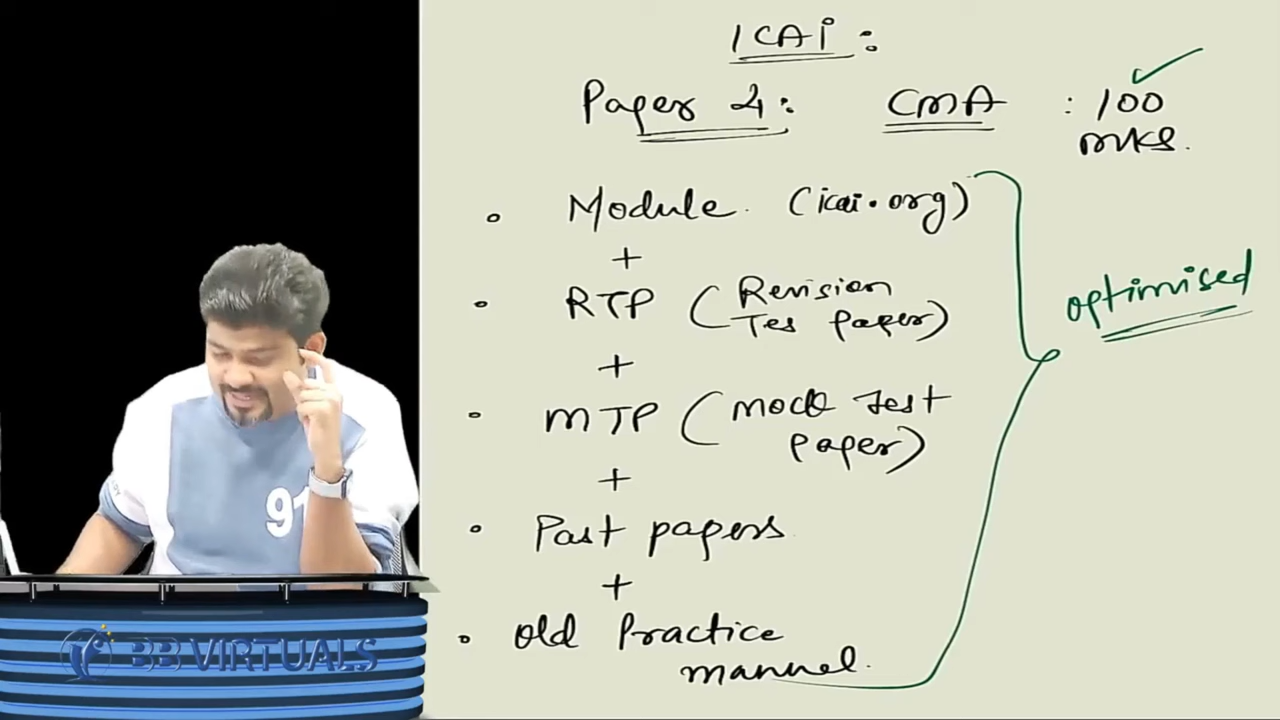 ICAI :
Paper 4 : CMA : 100
mks.
• Module. (icai.org)
+
• RTP (Revision
Tes paper)
+
• MTP (mock test
paper)
+
• Past papers
+
• Old Practice
mannel.
optimised
91
BB VIRTUALS